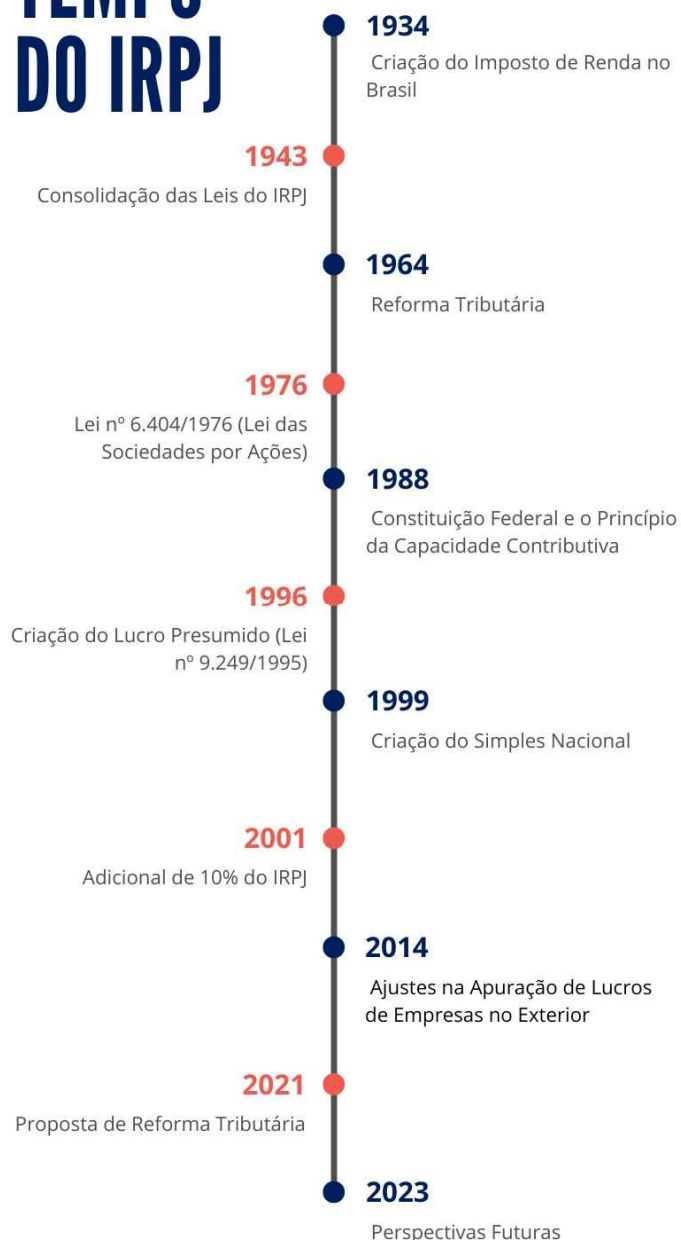 TEMPO
DO IRPJ
1934
Criação do Imposto de Renda no
Brasil
1943
Consolidação das Leis do IRPJ
1964
Reforma Tributária
1976
Lei nº 6.404/1976 (Lei das
Sociedades por Ações)
1988
Constituição Federal e o Princípio
da Capacidade Contributiva
1996
Criação do Lucro Presumido (Lei
nº 9.249/1995)
1999
Criação do Simples Nacional
2001
Adicional de 10% do IRPJ
2014
Ajustes na Apuração de Lucros
de Empresas no Exterior
2021
Proposta de Reforma Tributária
2023
Perspectivas Futuras